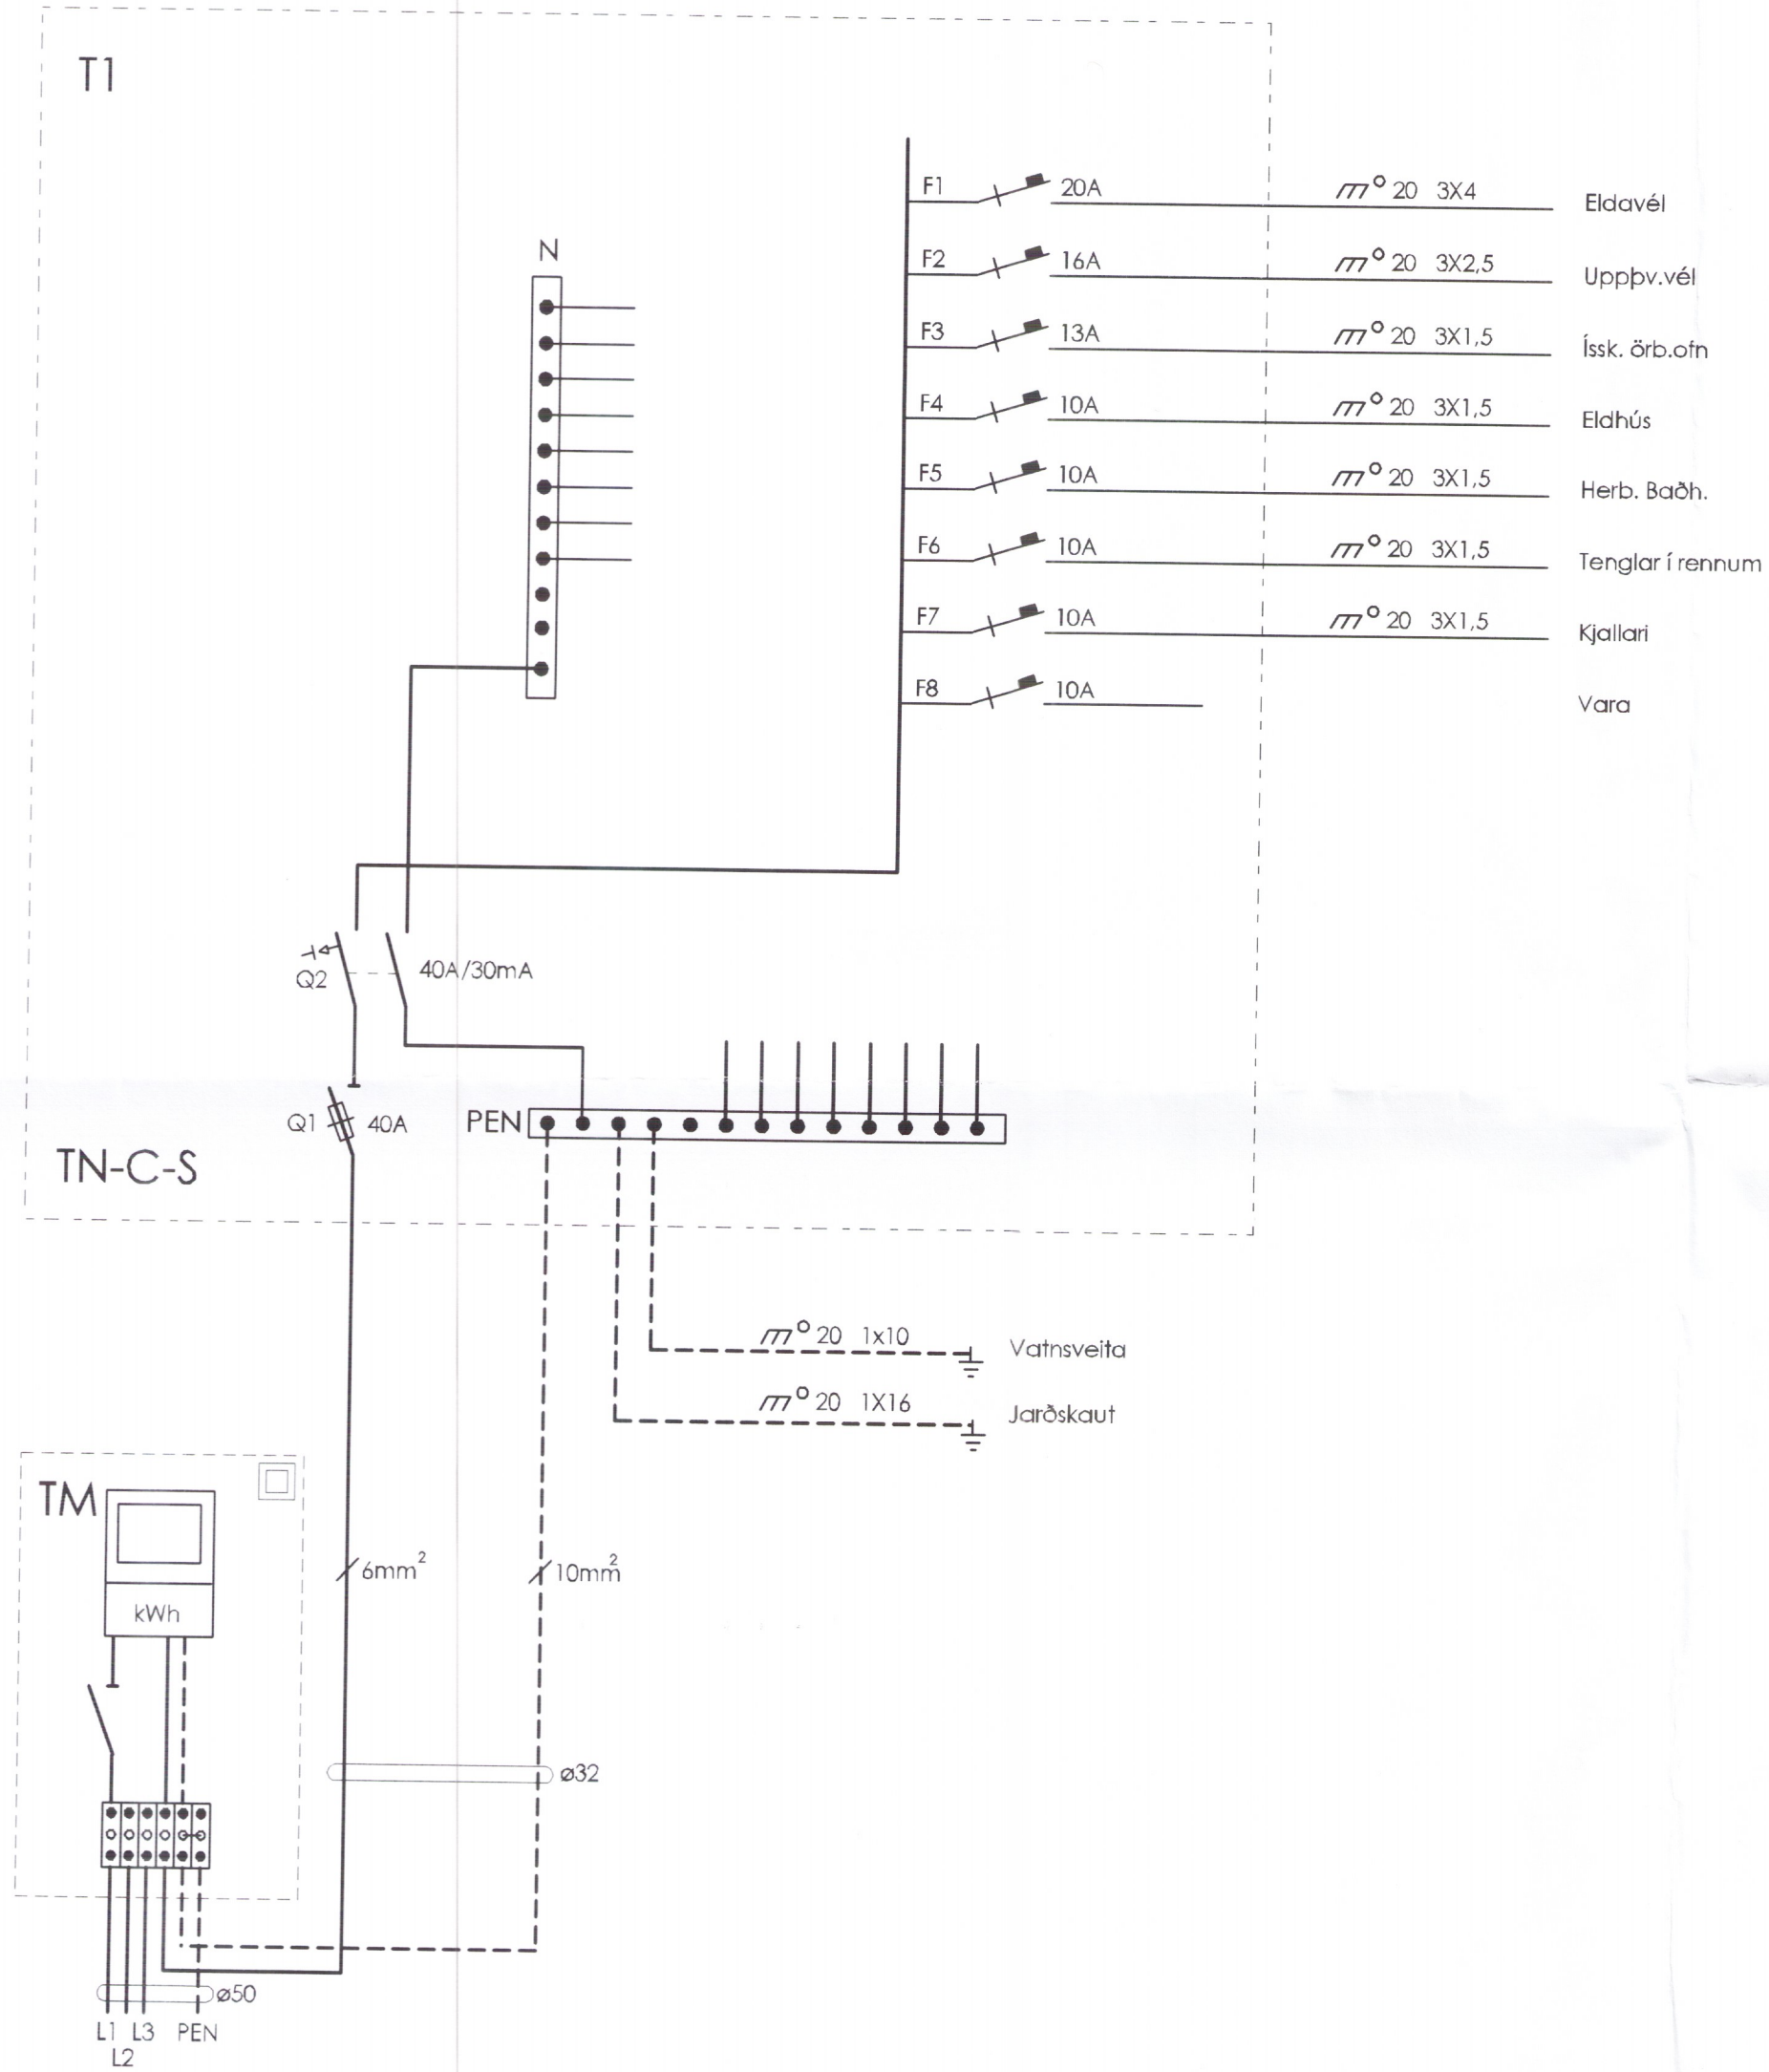 T1
N
F1 20A 20 3X4 Eldavél
F2 16A 20 3X2,5 Uppþv.vél
F3 13A 20 3X1,5 Íssk. örb.ofn
F4 10A 20 3X1,5 Eldhús
F5 10A 20 3X1,5 Herb. Baðh.
F6 10A 20 3X1,5 Tenglar í rennum
F7 10A 20 3X1,5 Kjallari
F8 10A Vara
Q2 40A/30mA
Q1 40A PEN
TN-C-S
20 1x10 Vatnsveita
20 1X16 Jarðskaut
TM
6mm² 10mm²
kWh
ø32
ø50
L1 L3 PEN
L2